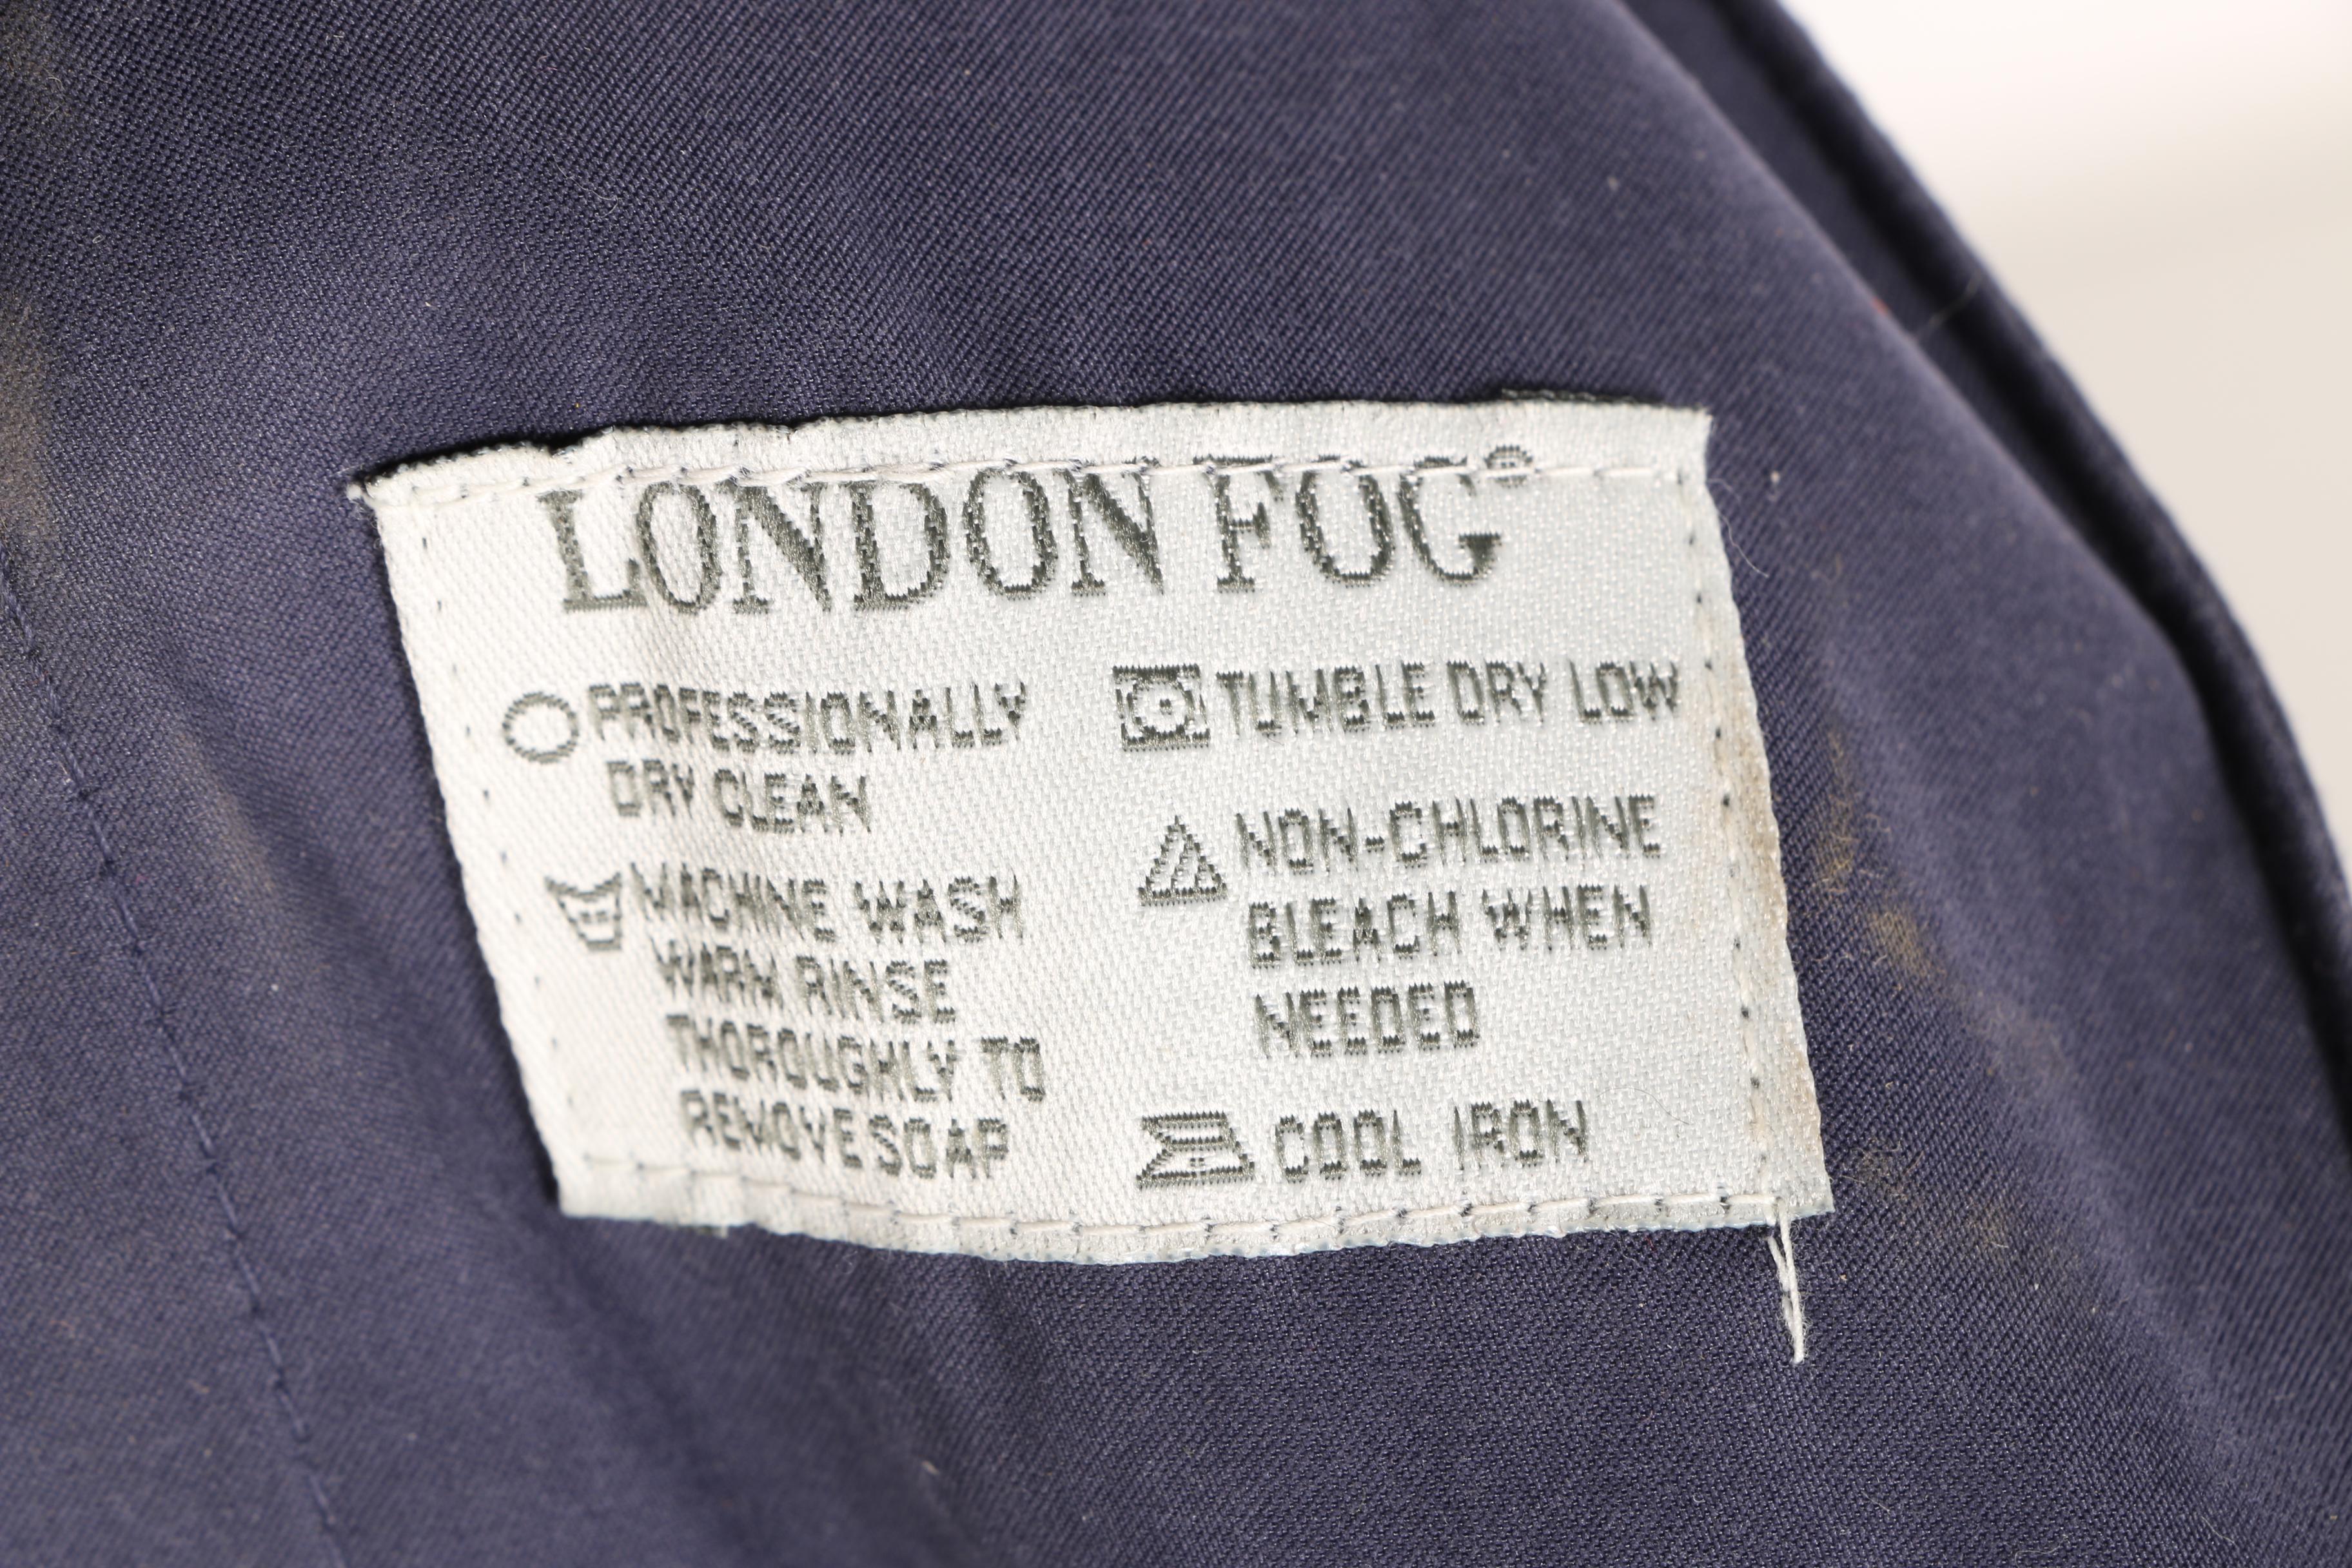 LONDON FOG®
PROFESSIONALLY
DRY CLEAN
MACHINE WASH
WARM RINSE
THOROUGHLY TO
REMOVE SOAP
TUMBLE DRY LOW
NON-CHLORINE
BLEACH WHEN
NEEDED
COOL IRON